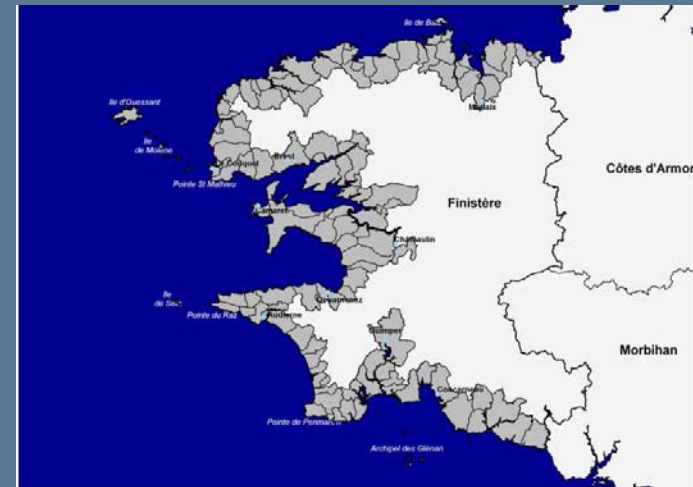 Ile de Batz
Morlaix
Ile d'Ouessant
Ile
de Molène
Le Conquet
Brest
Pointe St Mathieu
Camaret
Côtes d'Armor
Finistère
Châteaulin
Ile
de Sein
Pointe du Raz
Audierne
Douarnenez
Quimper
Morbihan
Concarneau
Pointe de Penmarc'h
Archipel des Glénan